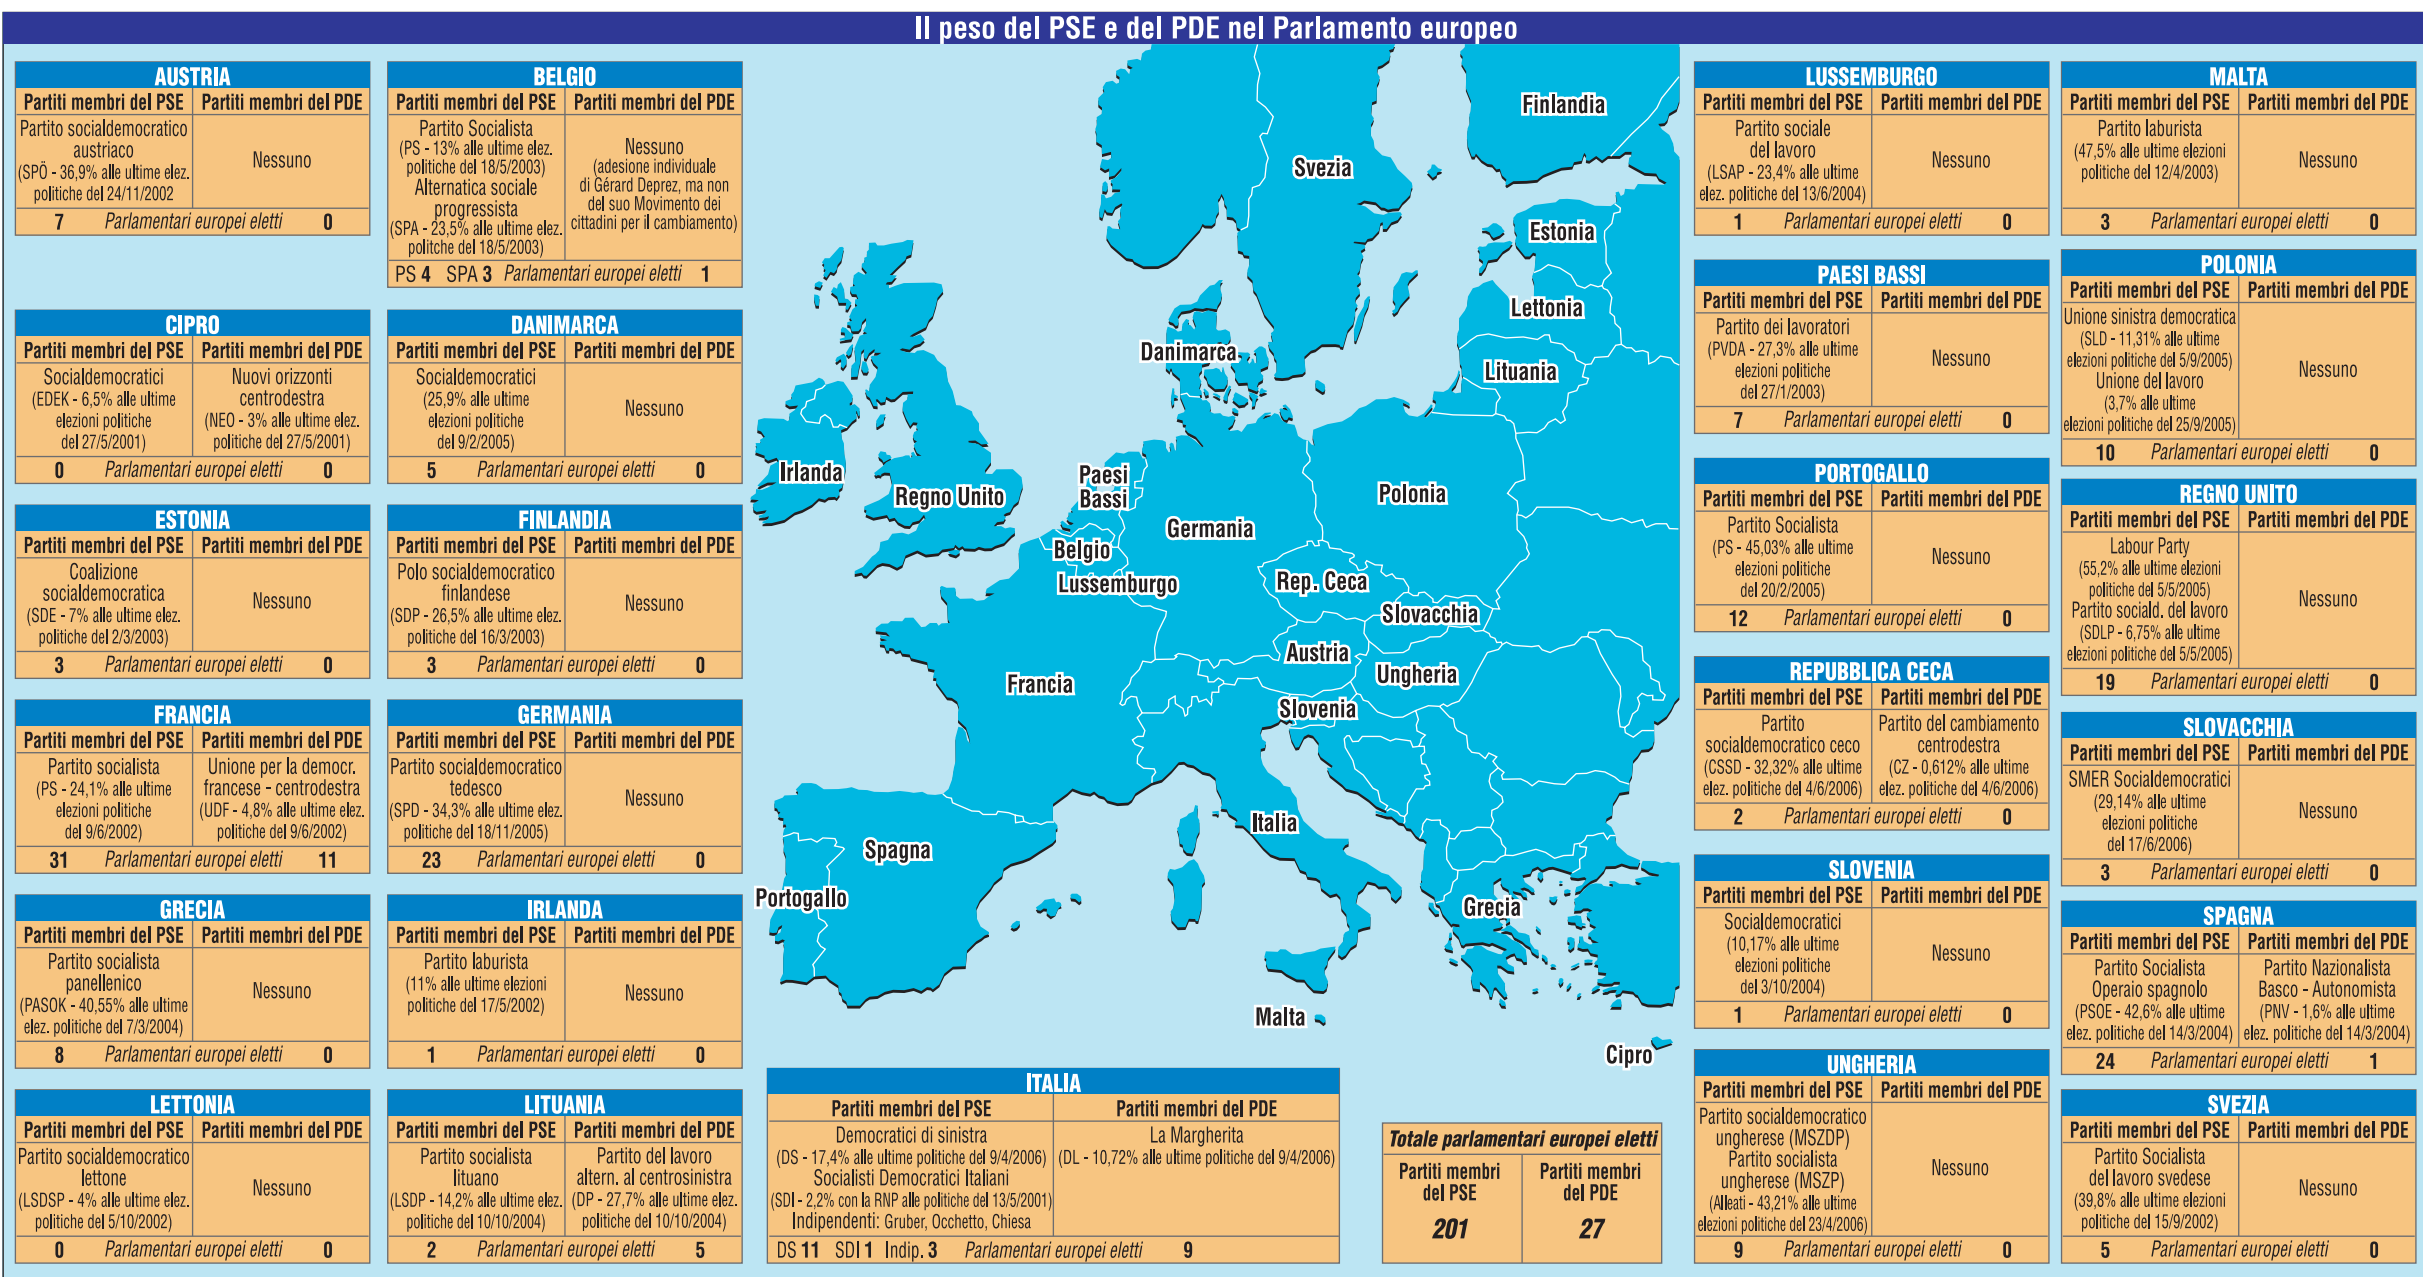 Il peso del PSE e del PDE nel Parlamento europeo
AUSTRIA
Partiti membri del PSE
Partito socialdemocratico
austriaco
(SPÖ - 36,9% alle ultime elez.
politiche del 24/11/2002
Partiti membri del PDE
Nessuno
7 Parlamentari europei eletti 0
BELGIO
Partiti membri del PSE
Partito Socialista
(PS - 13% alle ultime elez.
politiche del 18/5/2003)
Alternatica sociale
progressista
(SPA - 23,5% alle ultime elez.
politche del 18/5/2003)
Partiti membri del PDE
Nessuno
(adesione individuale
di Gérard Deprez, ma non
del suo Movimento dei
cittadini per il cambiamento)
PS 4 SPA 3 Parlamentari europei eletti 1
CIPRO
Partiti membri del PSE
Socialdemocratici
(EDEK - 6,5% alle ultime
elezioni politiche
del 27/5/2001)
Partiti membri del PDE
Nuovi orizzonti
centrodestra
(NEO - 3% alle ultime elez.
politiche del 27/5/2001)
0 Parlamentari europei eletti 0
DANIMARCA
Partiti membri del PSE
Socialdemocratici
(25,9% alle ultime
elezioni politiche
del 9/2/2005)
Partiti membri del PDE
Nessuno
5 Parlamentari europei eletti 0
ESTONIA
Partiti membri del PSE
Coalizione
socialdemocratica
(SDE - 7% alle ultime elez.
politiche del 2/3/2003)
Partiti membri del PDE
Nessuno
3 Parlamentari europei eletti 0
FINLANDIA
Partiti membri del PSE
Polo socialdemocratico
finlandese
(SDP - 26,5% alle ultime elez.
politiche del 16/3/2003)
Partiti membri del PDE
Nessuno
3 Parlamentari europei eletti 0
FRANCIA
Partiti membri del PSE
Partito socialista
(PS - 24,1% alle ultime
elezioni politiche
del 9/6/2002)
Partiti membri del PDE
Unione per la democr.
francese - centrodestra
(UDF - 4,8% alle ultime elez.
politiche del 9/6/2002)
31 Parlamentari europei eletti 11
GERMANIA
Partiti membri del PSE
Partito socialdemocratico
tedesco
(SPD - 34,3% alle ultime elez.
politiche del 18/11/2005)
Partiti membri del PDE
Nessuno
23 Parlamentari europei eletti 0
GRECIA
Partiti membri del PSE
Partito socialista
panellenico
(PASOK - 40,55% alle ultime
elez. politiche del 7/3/2004)
Partiti membri del PDE
Nessuno
8 Parlamentari europei eletti 0
IRLANDA
Partiti membri del PSE
Partito laburista
(11% alle ultime elezioni
politiche del 17/5/2002)
Partiti membri del PDE
Nessuno
1 Parlamentari europei eletti 0
LETTONIA
Partiti membri del PSE
Partito socialdemocratico
lettone
(LSDSP - 4% alle ultime elez.
politiche del 5/10/2002)
Partiti membri del PDE
Nessuno
0 Parlamentari europei eletti 0
LITUANIA
Partiti membri del PSE
Partito socialista
lituano
(LSDP - 14,2% alle ultime elez.
politiche del 10/10/2004)
Partiti membri del PDE
Partito del lavoro
altern. al centrosinistra
(DP - 27,7% alle ultime elez.
politiche del 10/10/2004)
2 Parlamentari europei eletti 5
Finlandia
Svezia
Estonia
Lettonia
Danimarca
Lituania
Irlanda
Regno Unito
Paesi
Bassi
Polonia
Germania
Belgio
Lussemburgo
Rep. Ceca
Slovacchia
Austria
Ungheria
Francia
Slovenia
Italia
Spagna
Portogallo
Grecia
Malta
Cipro
ITALIA
Partiti membri del PSE
Democratici di sinistra
(DS - 17,4% alle ultime politiche del 9/4/2006)
Socialisti Democratici Italiani
(SDI - 2,2% con la RNP alle politiche del 13/5/2001)
Indipendenti: Gruber, Occhetto, Chiesa
Partiti membri del PDE
La Margherita
(DL - 10,72% alle ultime politiche del 9/4/2006)
DS 11 SDI 1 Indip. 3 Parlamentari europei eletti 9
Totale parlamentari europei eletti
Partiti membri
del PSE
201
Partiti membri
del PDE
27
LUSSEMBURGO
Partiti membri del PSE
Partito sociale
del lavoro
(LSAP - 23,4% alle ultime
elez. politiche del 13/6/2004)
Partiti membri del PDE
Nessuno
1 Parlamentari europei eletti 0
MALTA
Partiti membri del PSE
Partito laburista
(47,5% alle ultime elezioni
politiche del 12/4/2003)
Partiti membri del PDE
Nessuno
3 Parlamentari europei eletti 0
PAESI BASSI
Partiti membri del PSE
Partito dei lavoratori
(PVDA - 27,3% alle ultime
elezioni politiche
del 27/1/2003)
Partiti membri del PDE
Nessuno
7 Parlamentari europei eletti 0
POLONIA
Partiti membri del PSE
Unione sinistra democratica
(SLD - 11,31% alle ultime
elezioni politiche del 5/9/2005)
Unione del lavoro
(3,7% alle ultime
elezioni politiche del 25/9/2005)
Partiti membri del PDE
Nessuno
10 Parlamentari europei eletti 0
PORTOGALLO
Partiti membri del PSE
Partito Socialista
(PS - 45,03% alle ultime
elezioni politiche
del 20/2/2005)
Partiti membri del PDE
Nessuno
12 Parlamentari europei eletti 0
REGNO UNITO
Partiti membri del PSE
Labour Party
(55,2% alle ultime elezioni
politiche del 5/5/2005)
Partito sociald. del lavoro
(SDLP - 6,75% alle ultime
elezioni politiche del 5/5/2005)
Partiti membri del PDE
Nessuno
19 Parlamentari europei eletti 0
REPUBBLICA CECA
Partiti membri del PSE
Partito
socialdemocratico ceco
(CSSD - 32,32% alle ultime
elez. politiche del 4/6/2006)
Partiti membri del PDE
Partito del cambiamento
centrodestra
(CZ - 0,612% alle ultime
elez. politiche del 4/6/2006)
2 Parlamentari europei eletti 0
SLOVACCHIA
Partiti membri del PSE
SMER Socialdemocratici
(29,14% alle ultime
elezioni politiche
del 17/6/2006)
Partiti membri del PDE
Nessuno
3 Parlamentari europei eletti 0
SLOVENIA
Partiti membri del PSE
Socialdemocratici
(10,17% alle ultime
elezioni politiche
del 3/10/2004)
Partiti membri del PDE
Nessuno
1 Parlamentari europei eletti 0
SPAGNA
Partiti membri del PSE
Partito Socialista
Operaio spagnolo
(PSOE - 42,6% alle ultime
elez. politiche del 14/3/2004)
Partiti membri del PDE
Partito Nazionalista
Basco - Autonomista
(PNV - 1,6% alle ultime
elez. politiche del 14/3/2004)
24 Parlamentari europei eletti 1
UNGHERIA
Partiti membri del PSE
Partito socialdemocratico
ungherese (MSZDP)
Partito socialista
ungherese (MSZP)
(Alleati - 43,21% alle ultime
elezioni politiche del 23/4/2006)
Partiti membri del PDE
Nessuno
9 Parlamentari europei eletti 0
SVEZIA
Partiti membri del PSE
Partito Socialista
del lavoro svedese
(39,8% alle ultime elezioni
politiche del 15/9/2002)
Partiti membri del PDE
Nessuno
5 Parlamentari europei eletti 0